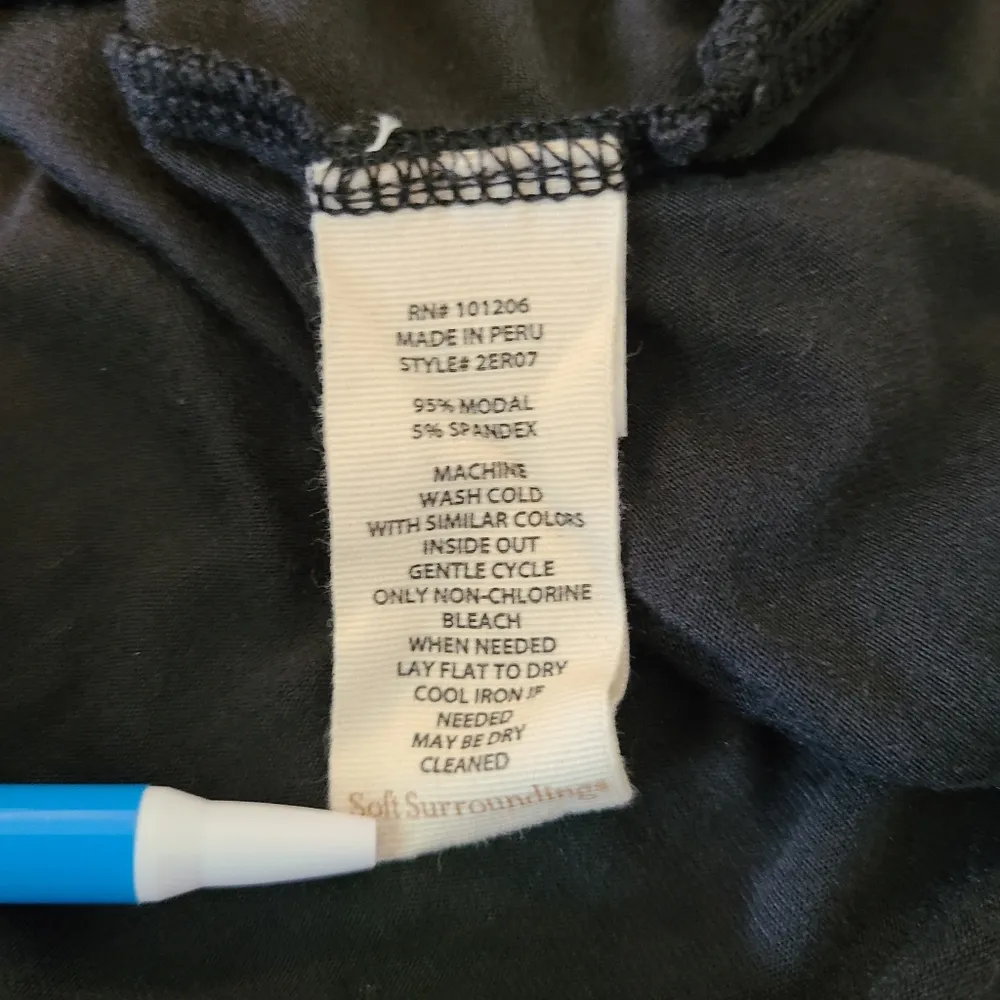 RN# 101206
MADE IN PERU
STYLE# 2ER07
95% MODAL
5% SPANDEX
MACHINE
WASH COLD
WITH SIMILAR COLORS
INSIDE OUT
GENTLE CYCLE
ONLY NON-CHLORINE
BLEACH
WHEN NEEDED
LAY FLAT TO DRY
COOL IRON IF
NEEDED
MAY BE DRY
CLEANED
Soft Surroundings